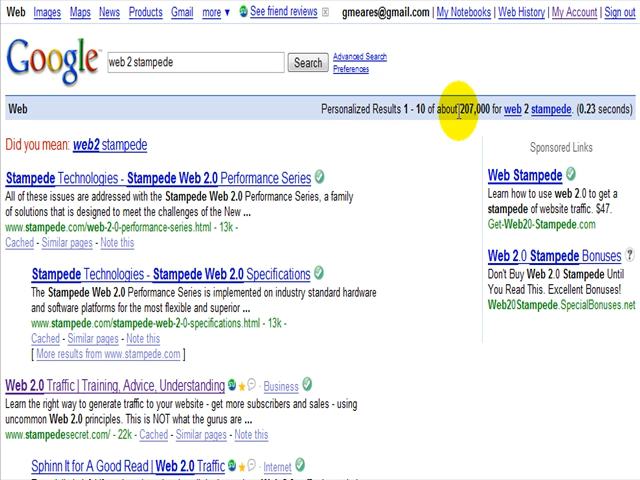 Web Images Maps News Products Gmail more ▼ See friend reviews gmeares@gmail.com | My Notebooks | Web History | My Account | Sign out
Google web 2 stampede Search Advanced Search
Preferences
Web Personalized Results 1 - 10 of about 207,000 for web 2 stampede. (0.23 seconds)
Did you mean: web2 stampede
Stampede Technologies - Stampede Web 2.0 Performance Series
All of these issues are addressed with the Stampede Web 2.0 Performance Series, a family
of solutions that is designed to meet the challenges of the New ...
www.stampede.com/web-2-0-performance-series.html - 13k -
Cached - Similar pages - Note this
Stampede Technologies - Stampede Web 2.0 Specifications
The Stampede Web 2.0 Performance Series is implemented on industry standard hardware
and software platforms for the most flexible and superior ...
www.stampede.com/stampede-web-2-0-specifications.html - 13k -
Cached - Similar pages - Note this
[ More results from www.stampede.com ]
Web 2.0 Traffic | Training, Advice, Understanding - Business
Learn the right way to generate traffic to your website - get more subscribers and sales - using
uncommon Web 2.0 principles. This is NOT what the gurus are ...
www.stampedesecret.com/ - 22k - Cached - Similar pages - Note this
Sphinn It for A Good Read | Web 2.0 Traffic - Internet
Sponsored Links
Web Stampede
Learn how to use web 2.0 to get a
stampede of website traffic. $47.
Get-Web20-Stampede.com
Web 2.0 Stampede Bonuses
Don't Buy Web 2.0 Stampede Until
You Read This. Excellent Bonuses!
Web20Stampede.SpecialBonuses.net